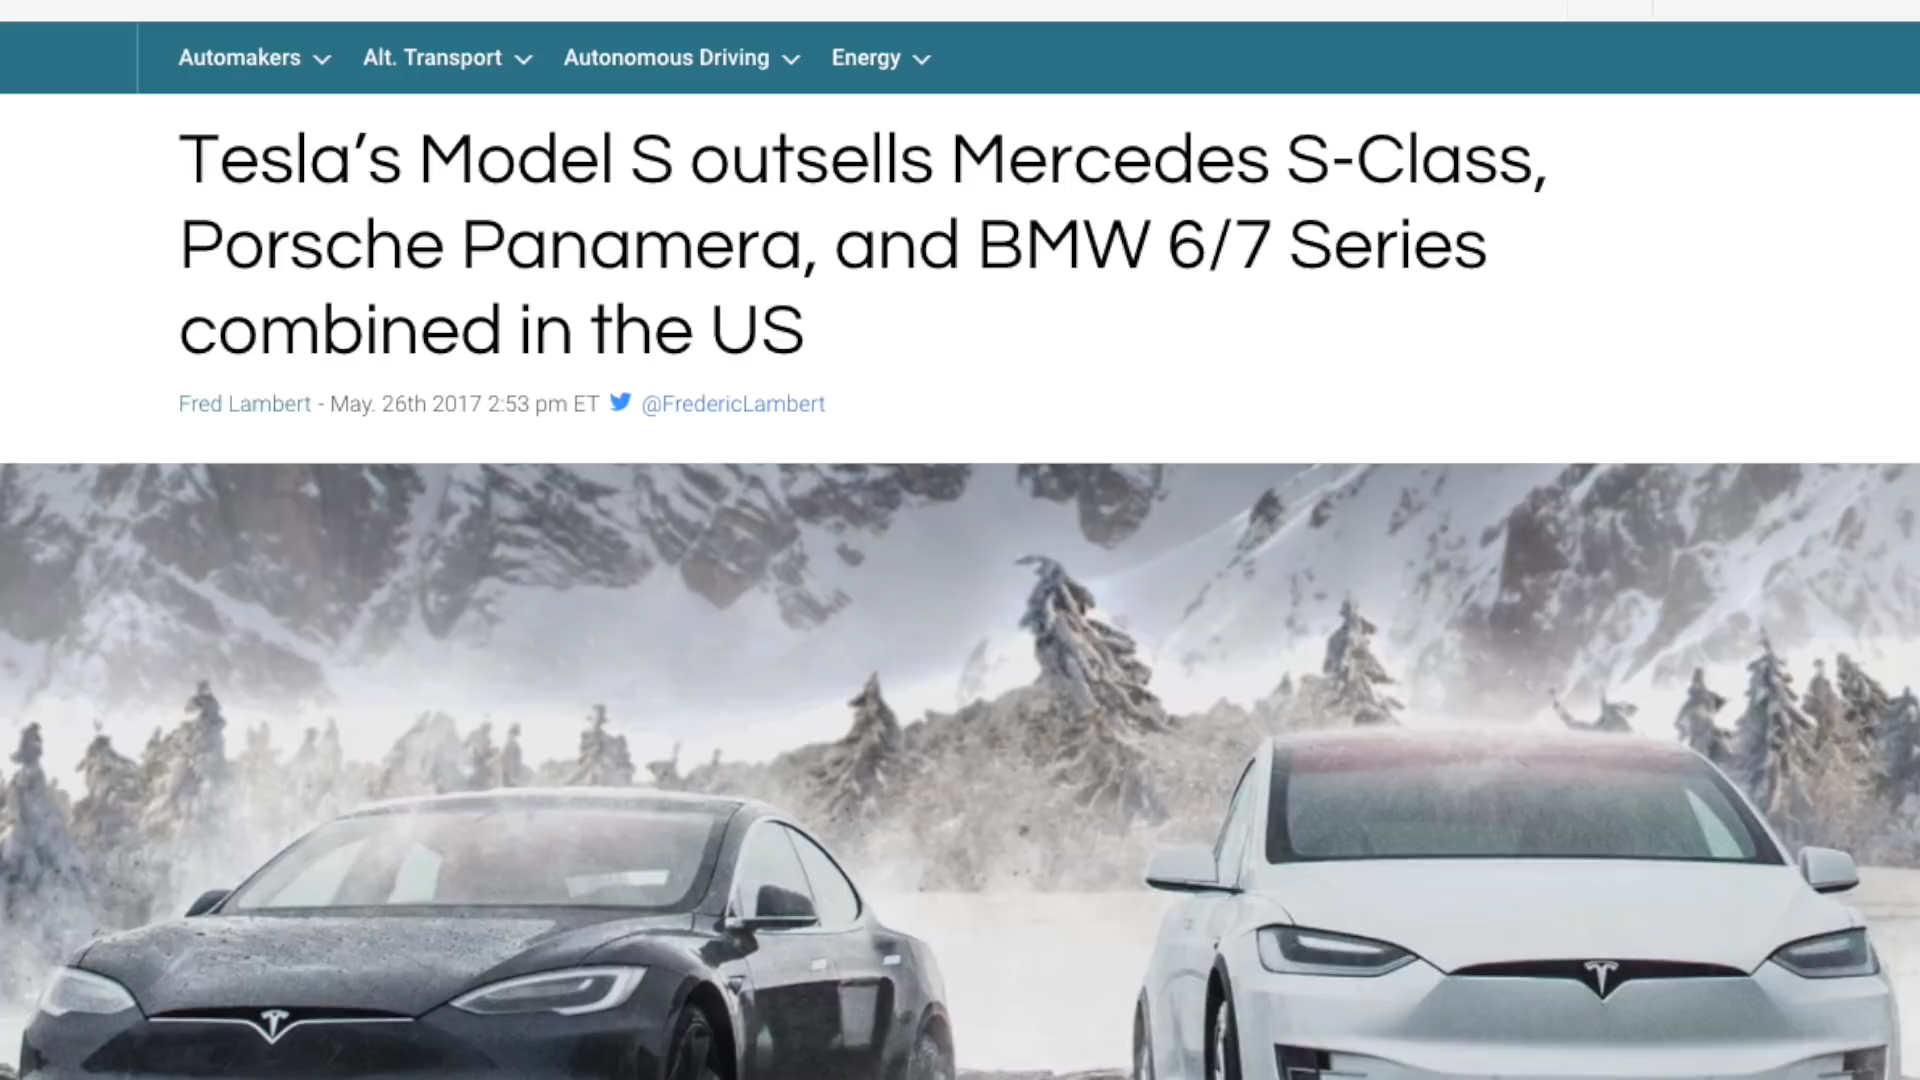 Automakers Alt. Transport Autonomous Driving Energy
Tesla’s Model S outsells Mercedes S-Class,
Porsche Panamera, and BMW 6/7 Series
combined in the US
Fred Lambert - May. 26th 2017 2:53 pm ET @FredericLambert